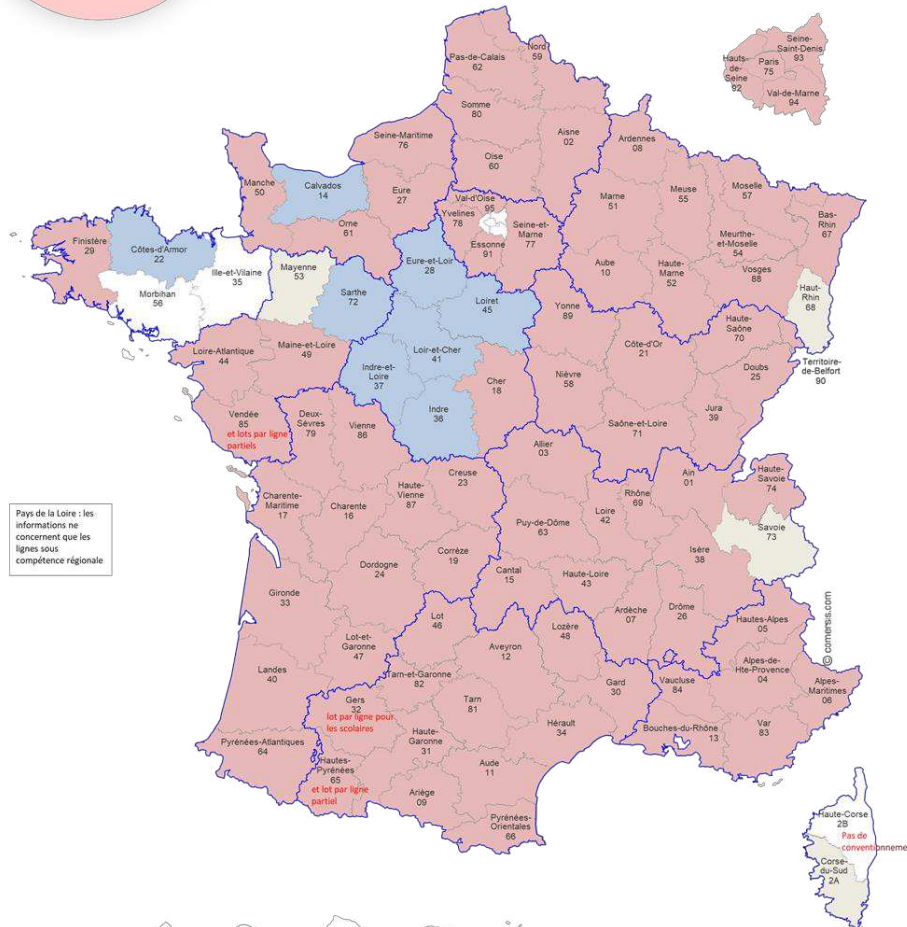 Nord
59
Pas-de-Calais
62
Somme
80
Aisne
02
Oise
60
Seine-Maritime
76
Eure
27
Ardennes
08
Marne
51
Meuse
55
Moselle
57
Bas-
Rhin
67
Meurthe-
et-Moselle
54
Vosges
88
Haute-
Marne
52
Aube
10
Haut-
Rhin
68
Territoire-
de-Belfort
90
Hauts-
de-
Seine
92
Seine-
Saint-Denis
93
Paris
75
Val-de-Marne
94
Manche
50
Calvados
14
Orne
61
Val-d'Oise
95
Yvelines
78
Essonne
91
Seine-et-
Marne
77
Finistère
29
Côtes-d'Armor
22
Morbihan
56
Ille-et-Vilaine
35
Mayenne
53
Sarthe
72
Eure-et-Loir
28
Loiret
45
Loir-et-Cher
41
Indre-et-
Loire
37
Indre
36
Cher
18
Loire-Atlantique
44
Maine-et-Loire
49
Vendée
85
et lots par ligne
partiels
Yonne
89
Côte-d'Or
21
Haute-
Saône
70
Doubs
25
Nièvre
58
Saône-et-Loire
71
Jura
39
Deux-
Sèvres
79
Vienne
86
Charente-
Maritime
17
Charente
16
Haute-
Vienne
87
Creuse
23
Corrèze
19
Dordogne
24
Gironde
33
Lot-et-
Garonne
47
Landes
40
Pyrénées-Atlantiques
64
Pays de la Loire : les
informations ne
concernent que les
lignes sous
compétence régionale
Allier
03
Puy-de-Dôme
63
Loire
42
Rhône
69
Ain
01
Haute-
Savoie
74
Savoie
73
Isère
38
Cantal
15
Haute-Loire
43
Ardèche
07
Drôme
26
Lot
46
Aveyron
12
Lozère
48
Gard
30
Tarn-et-Garonne
82
Tarn
81
Gers
32
lot par ligne pour
les scolaires
Haute-
Garonne
31
Hérault
34
Aude
11
Hautes-
Pyrénées
65
et lot par ligne
partiel
Ariège
09
Pyrénées-
Orientales
66
Hautes-Alpes
05
Alpes-de-
Hte-Provence
04
Alpes-
Maritimes
06
Vaucluse
84
Bouches-du-Rhône
13
Var
83
© comersis.com
Haute-Corse
2B
Pas de
conventionneme
Corse-
du-Sud
2A